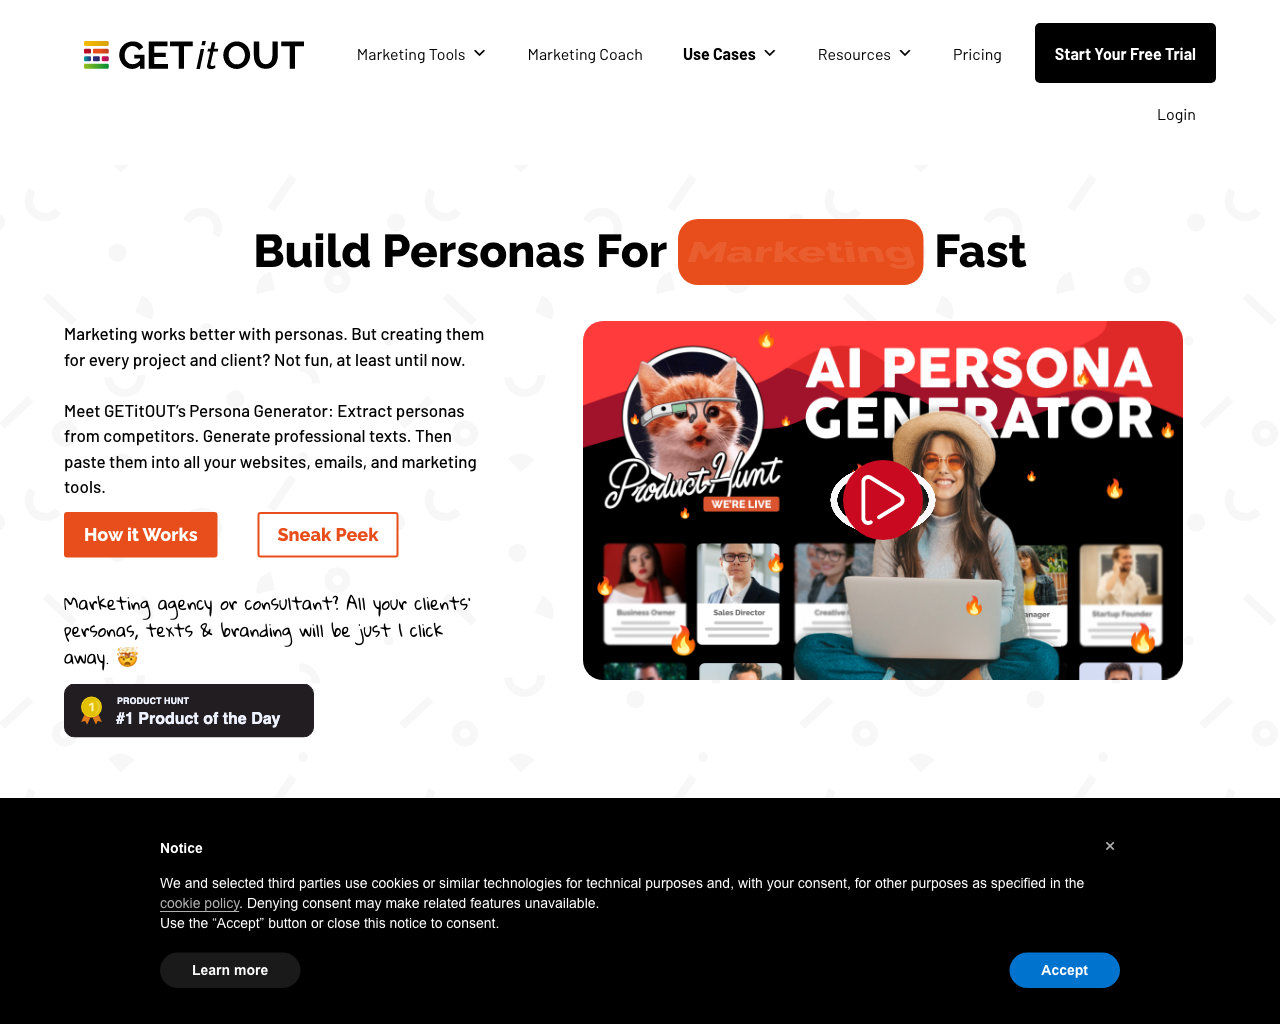 GETitOUT
Marketing Tools
Marketing Coach
Use Cases
Resources
Pricing
Start Your Free Trial
Login
Build Personas For Marketing Fast
Marketing works better with personas. But creating them
for every project and client? Not fun, at least until now.
Meet GETitOUT’s Persona Generator: Extract personas
from competitors. Generate professional texts. Then
paste them into all your websites, emails, and marketing
tools.
How it Works
Sneak Peek
Marketing agency or consultant? All your clients'
personas, texts & branding will be just 1 click
away. 🤯
1
PRODUCT HUNT
#1 Product of the Day
AI PERSONA
GENERATOR
Product Hunt
WE'RE LIVE
Business Owner
Sales Director
Startup Founder
Notice
×
We and selected third parties use cookies or similar technologies for technical purposes and, with your consent, for other purposes as specified in the
cookie policy. Denying consent may make related features unavailable.
Use the “Accept” button or close this notice to consent.
Learn more
Accept